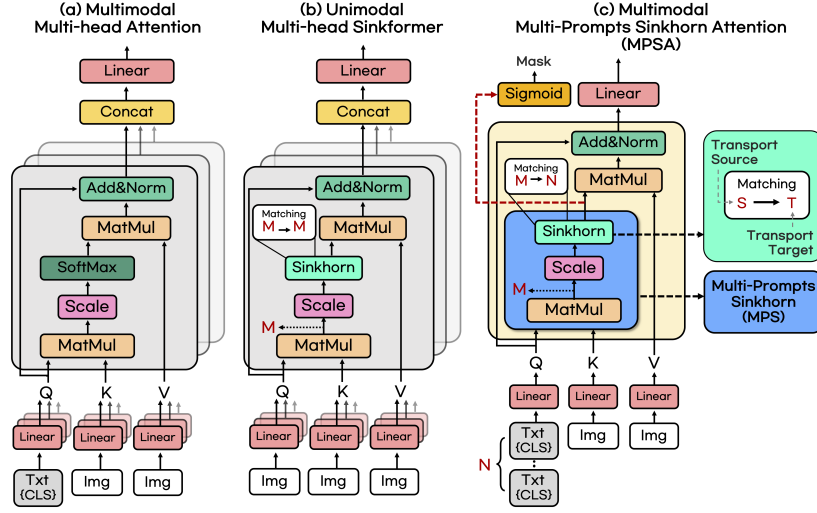 (a) Multimodal
Multi-head Attention
Linear
Concat
Add&Norm
MatMul
SoftMax
Scale
MatMul
Q
K
V
Linear
Linear
Linear
Txt
{CLS}
Img
Img
(b) Unimodal
Multi-head Sinkformer
Linear
Concat
Add&Norm
Matching
M → M
MatMul
Sinkhorn
Scale
M
MatMul
Q
K
V
Linear
Linear
Linear
Img
Img
Img
(c) Multimodal
Multi-Prompts Sinkhorn Attention
(MPSA)
Mask
Sigmoid
Linear
Add&Norm
Matching
M → N
MatMul
Sinkhorn
Scale
M
MatMul
Q
K
V
Linear
Linear
Linear
Txt
{CLS}
Img
Img
N
Txt
{CLS}
Transport
Source
Matching
S → T
Transport
Target
Multi-Prompts
Sinkhorn
(MPS)